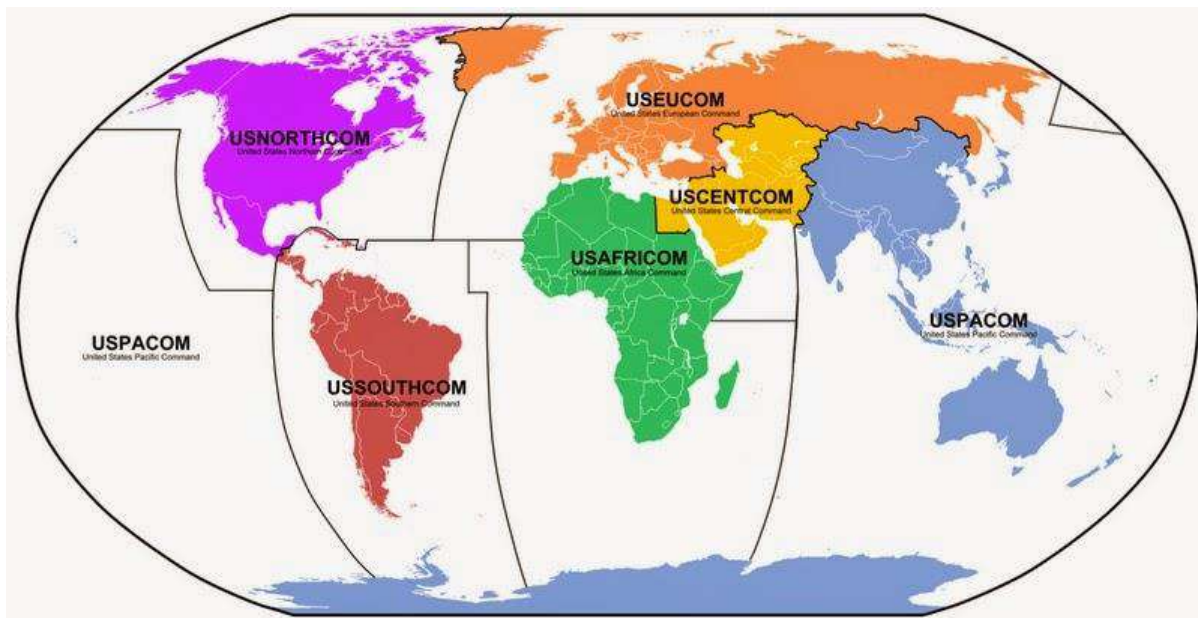 USEUCOM
United States European Command
USNORTHCOM
United States Northern Command
USCENTCOM
United States Central Command
USAFRICOM
United States Africa Command
USPACOM
United States Pacific Command
USPACOM
United States Pacific Command
USSOUTHCOM
United States Southern Command